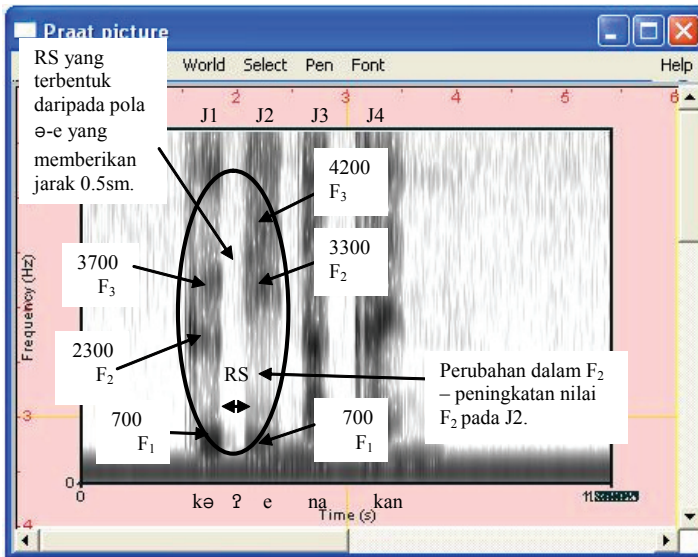 Praat picture
World Select Pen Font Help
RS yang
terbentuk
daripada pola
ə-e yang
memberikan
jarak 0.5sm.
2 3 4 5 6
J1 J2 J3 J4
4200
F₃
3700
F₃
3300
F₂
2300
F₂
RS
Perubahan dalam F₂
– peningkatan nilai
F₂ pada J2.
700
F₁
700
F₁
Frequency (Hz)
-3
0
0
kə ʔ e na kan
Time (s)
-4